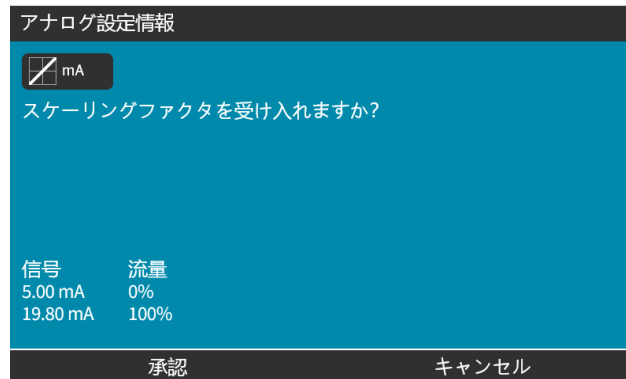 アナログ設定情報
mA
スケーリングファクタを受け入れますか?
信号 流量
5.00 mA 0%
19.80 mA 100%
承認 キャンセル